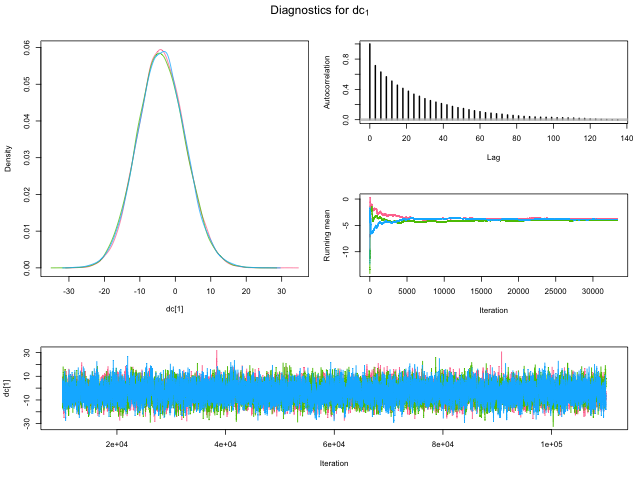 Diagnostics for dc1
Density
0.00 0.01 0.02 0.03 0.04 0.05 0.06
-30 -20 -10 0 10 20 30
dc[1]
Autocorrelation
0.0 0.4 0.8
0 20 40 60 80 100 120 140
Lag
Running mean
-10 -5 0
0 5000 10000 15000 20000 25000 30000
Iteration
dc[1]
-30 -10 10 30
2e+04 4e+04 6e+04 8e+04 1e+05
Iteration